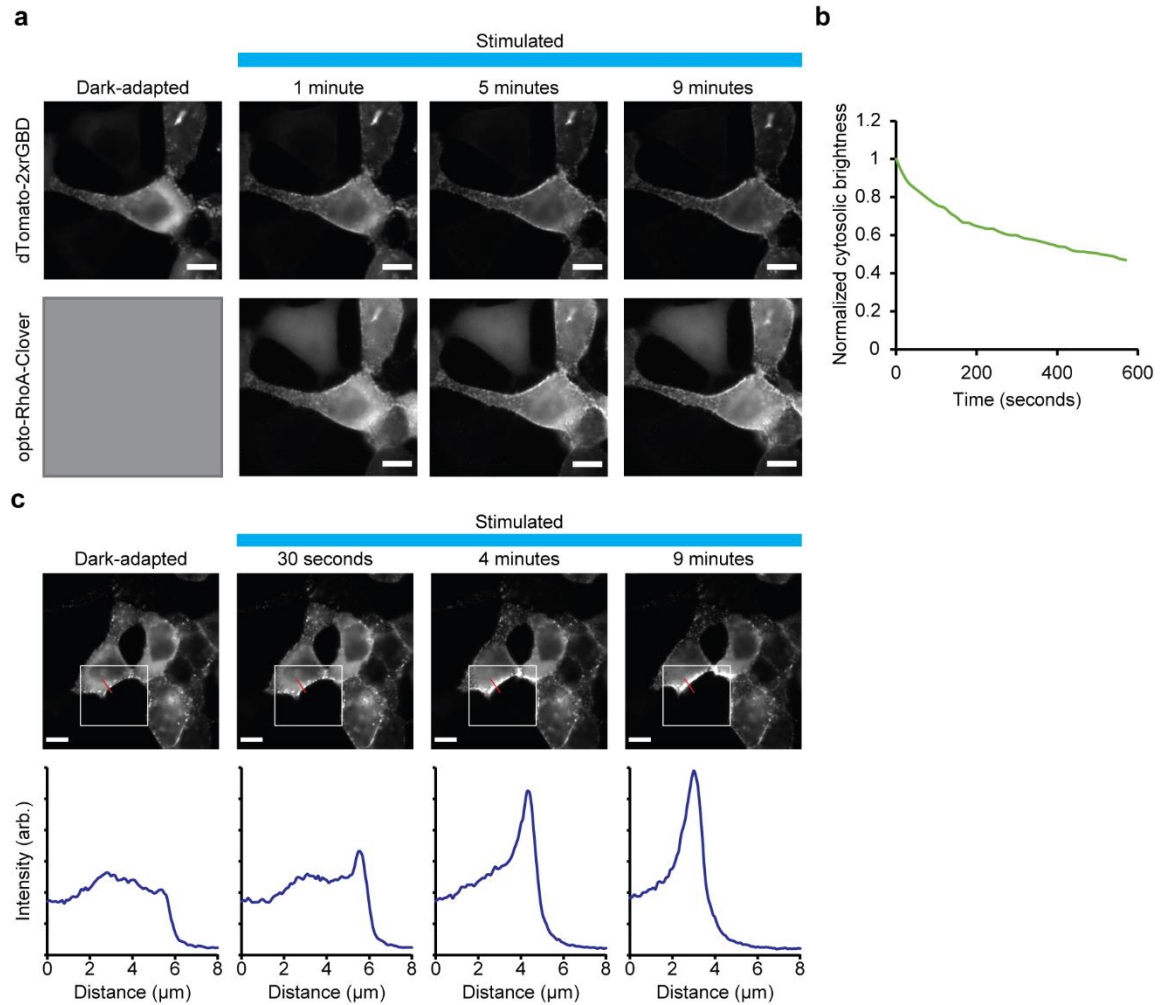 a
Stimulated
Dark-adapted 1 minute 5 minutes 9 minutes
dTomato-2xrGBD
opto-RhoA-Clover
b
Normalized cytosolic brightness
1.2
1
0.8
0.6
0.4
0.2
0
0 200 400 600
Time (seconds)
c
Stimulated
Dark-adapted 30 seconds 4 minutes 9 minutes
Intensity (arb.)
0 2 4 6 8 0 2 4 6 8 0 2 4 6 8 0 2 4 6 8
Distance (µm) Distance (µm) Distance (µm) Distance (µm)